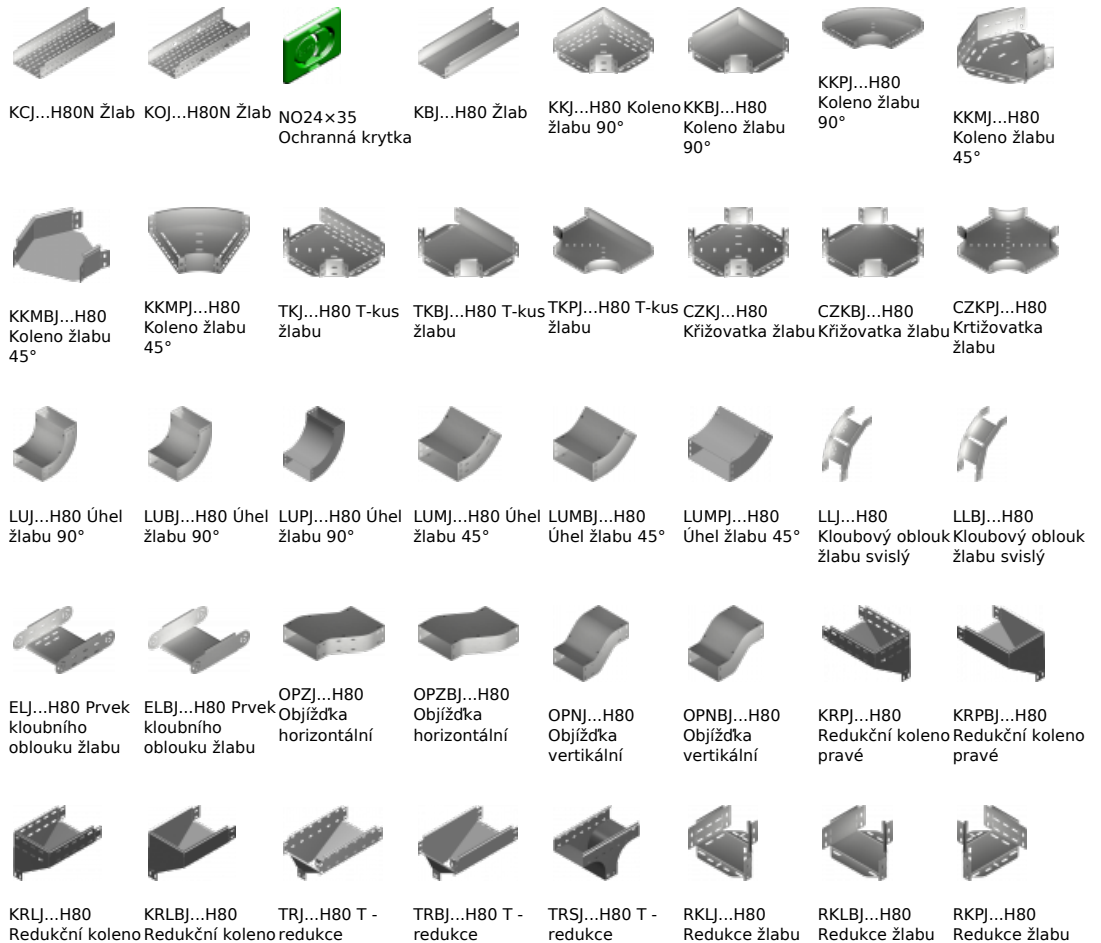 KCJ...H80N Žlab
KOJ...H80N Žlab
NO24×35
Ochranná krytka
KBJ...H80 Žlab
KKJ...H80 Koleno
žlabu 90°
KKBJ...H80
Koleno žlabu
90°
KKPJ...H80
Koleno žlabu
90°
KKMJ...H80
Koleno žlabu
45°
KKMBJ...H80
Koleno žlabu
45°
KKMPJ...H80
Koleno žlabu
45°
TKJ...H80 T-kus
žlabu
TKBJ...H80 T-kus
žlabu
TKPJ...H80 T-kus
žlabu
CZKJ...H80
Křižovatka žlabu
CZKBJ...H80
Křižovatka žlabu
CZKPJ...H80
Krtižovatka
žlabu
LUJ...H80 Úhel
žlabu 90°
LUBJ...H80 Úhel
žlabu 90°
LUPJ...H80 Úhel
žlabu 90°
LUMJ...H80 Úhel
žlabu 45°
LUMBJ...H80
Úhel žlabu 45°
LUMPJ...H80
Úhel žlabu 45°
LLJ...H80
Kloubový oblouk
žlabu svislý
LLBJ...H80
Kloubový oblouk
žlabu svislý
ELJ...H80 Prvek
kloubního
oblouku žlabu
ELBJ...H80 Prvek
kloubního
oblouku žlabu
OPZJ...H80
Objížďka
horizontální
OPZBJ...H80
Objížďka
horizontální
OPNJ...H80
Objížďka
vertikální
OPNBJ...H80
Objížďka
vertikální
KRPJ...H80
Redukční koleno
pravé
KRPBJ...H80
Redukční koleno
pravé
KRLJ...H80
Redukční koleno
KRLBJ...H80
Redukční koleno
TRJ...H80 T -
redukce
TRBJ...H80 T -
redukce
TRSJ...H80 T -
redukce
RKLJ...H80
Redukce žlabu
RKLBJ...H80
Redukce žlabu
RKPJ...H80
Redukce žlabu